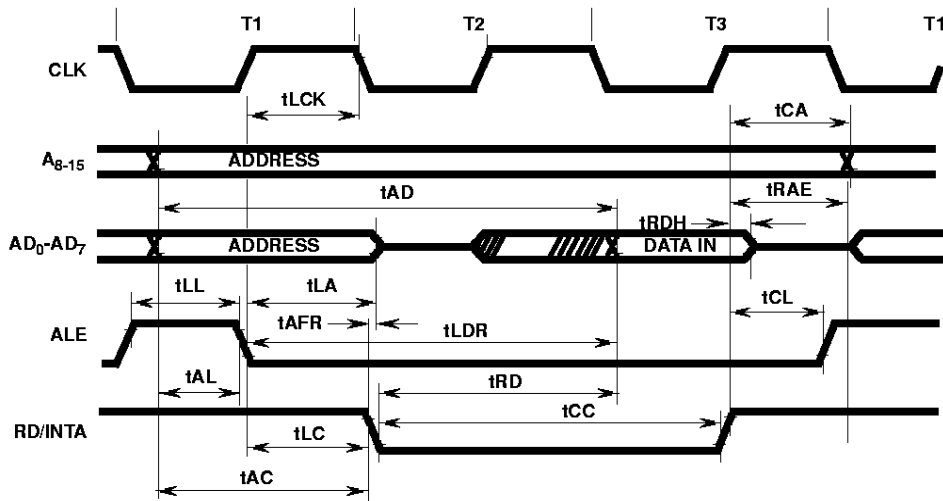 T1 T2 T3 T1
CLK
tLCK tCA
A8-15 ADDRESS
tAD tRAE
tRDH
AD0-AD7 ADDRESS DATA IN
tLL tLA tCL
tAFR tLDR
ALE
tAL tRD
tCC
RD/INTA tLC
tAC